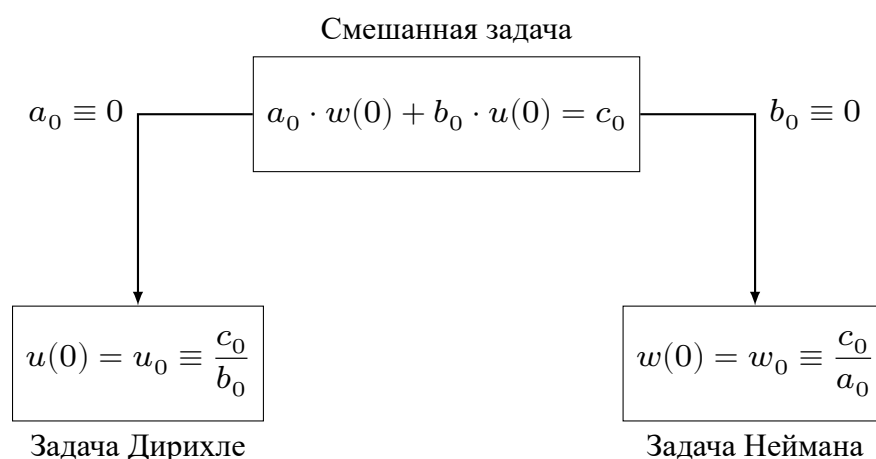 Смешанная задача
a₀ ≡ 0
a₀ · w(0) + b₀ · u(0) = c₀
b₀ ≡ 0
u(0) = u₀ ≡ c₀/b₀
w(0) = w₀ ≡ c₀/a₀
Задача Дирихле
Задача Неймана